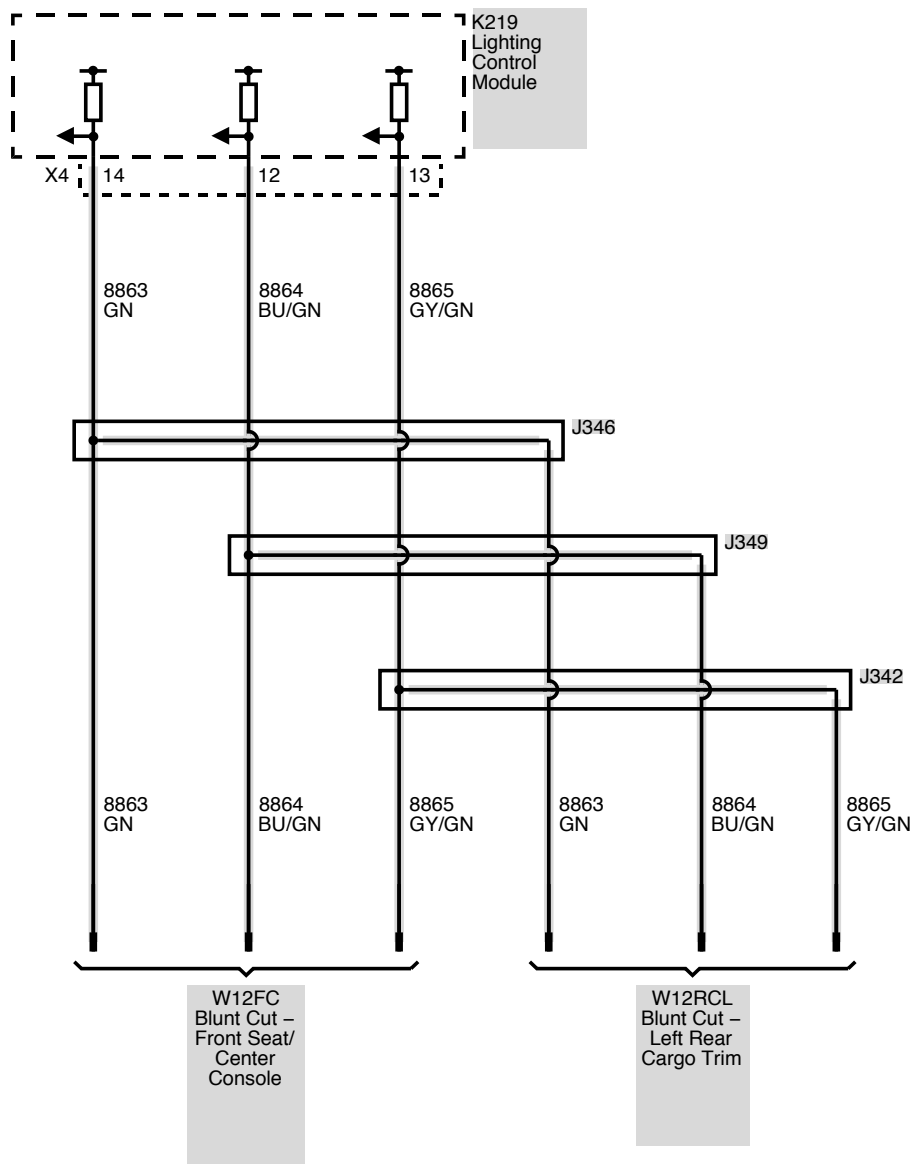 K219
Lighting
Control
Module
X4 14 12 13
8863 8864 8865
GN BU/GN GY/GN
J346
J349
J342
8863 8864 8865 8863 8864 8865
GN BU/GN GY/GN GN BU/GN GY/GN
W12FC
Blunt Cut –
Front Seat/
Center
Console
W12RCL
Blunt Cut –
Left Rear
Cargo Trim